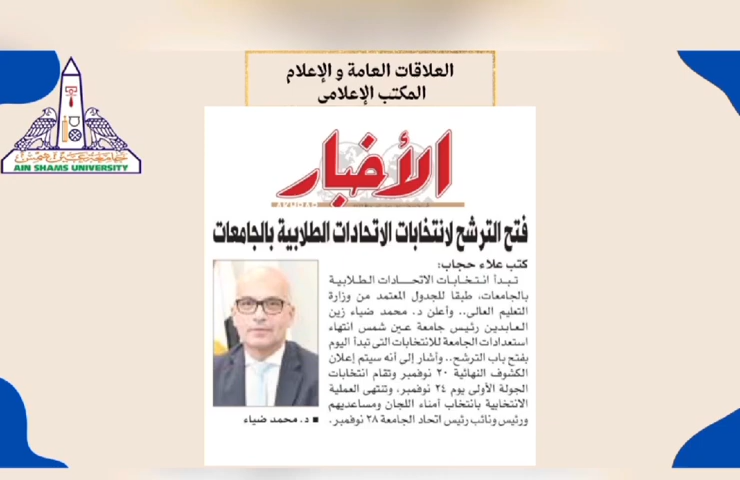 العلاقات العامة و الإعلام
المكتب الإعلامى
جامعة عين شمس
AIN SHAMS UNIVERSITY
الأخبار
AKHBAR
فتح الترشح لانتخابات الاتحادات الطلابية بالجامعات
كتب علاء حجاب:
تبدأ انتخابات الاتحادات الطلابية
بالجامعات، طبقا للجدول المعتمد من وزارة
التعليم العالى.. وأعلن د. محمد ضياء زين
العابدين رئيس جامعة عين شمس انتهاء
استعدادات الجامعة للانتخابات التى تبدأ اليوم
بفتح باب الترشح.. وأشار إلى أنه سيتم إعلان
الكشوف النهائية ٢٠ نوفمبر وتقام انتخابات
الجولة الأولى يوم ٢٤ نوفمبر، وتنتهى العملية
الانتخابية بانتخاب أمناء اللجان ومساعديهم
ورئيس ونائب رئيس اتحاد الجامعة ٢٨ نوفمبر.
■ د. محمد ضياء